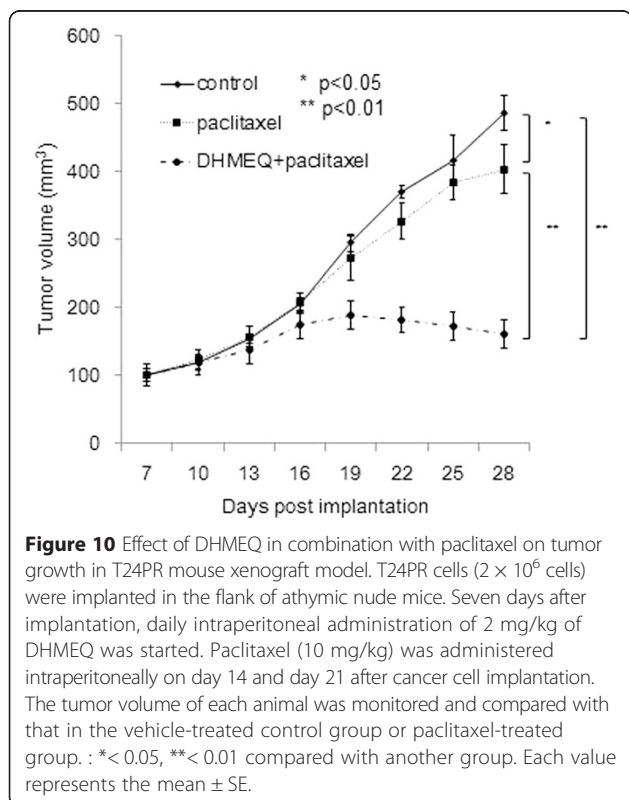 600
500
400
300
200
100
0
Tumor volume (mm³)
control
paclitaxel
DHMEQ+paclitaxel
* p<0.05
** p<0.01
*
**
**
7 10 13 16 19 22 25 28
Days post implantation
Figure 10 Effect of DHMEQ in combination with paclitaxel on tumor
growth in T24PR mouse xenograft model. T24PR cells (2 × 10⁶ cells)
were implanted in the flank of athymic nude mice. Seven days after
implantation, daily intraperitoneal administration of 2 mg/kg of
DHMEQ was started. Paclitaxel (10 mg/kg) was administered
intraperitoneally on day 14 and day 21 after cancer cell implantation.
The tumor volume of each animal was monitored and compared with
that in the vehicle-treated control group or paclitaxel-treated
group. : *< 0.05, **< 0.01 compared with another group. Each value
represents the mean ± SE.